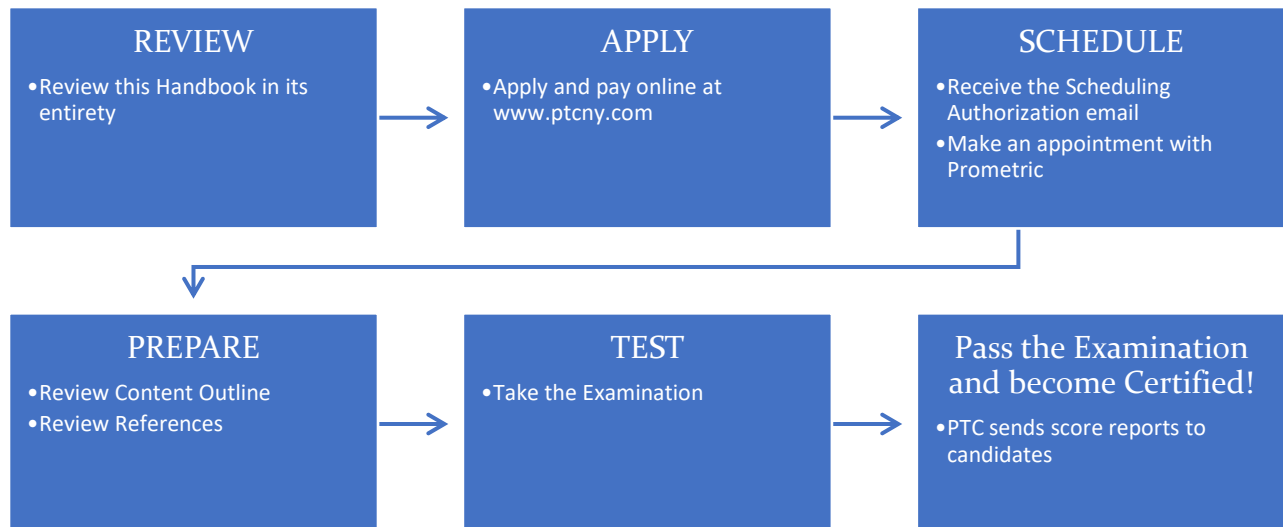 REVIEW
•Review this Handbook in its
entirety
APPLY
•Apply and pay online at
www.ptcny.com
SCHEDULE
•Receive the Scheduling
Authorization email
•Make an appointment with
Prometric
PREPARE
•Review Content Outline
•Review References
TEST
•Take the Examination
Pass the Examination
and become Certified!
•PTC sends score reports to
candidates